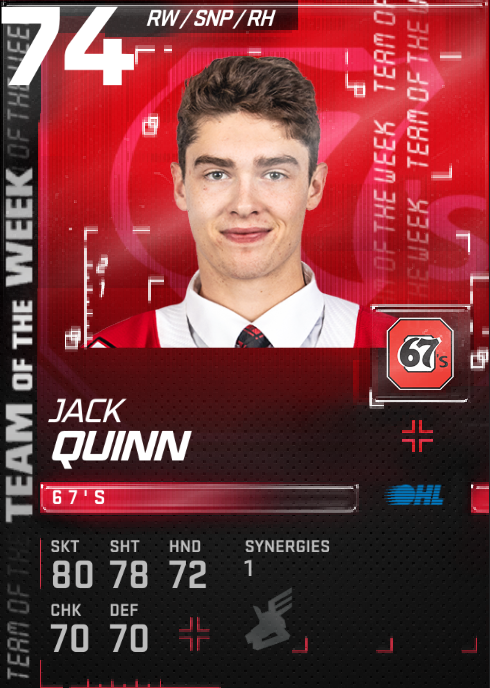 74
RW / SNP / RH
TEAM OF THE WEEK
OF THE WEEK
TEAM OF THE
TEAM OF THE WEEK
TEAM OF THE WEEK
67's
JACK
QUINN
67'S
OHL
SKT SHT HND SYNERGIES
80 78 72 1
CHK DEF
70 70